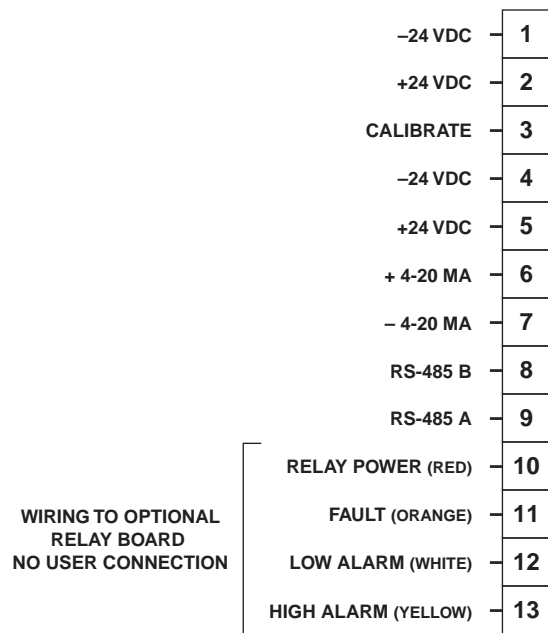 –24 VDC 1
+24 VDC 2
CALIBRATE 3
–24 VDC 4
+24 VDC 5
+ 4-20 MA 6
– 4-20 MA 7
RS-485 B 8
RS-485 A 9
RELAY POWER (RED) 10
FAULT (ORANGE) 11
LOW ALARM (WHITE) 12
HIGH ALARM (YELLOW) 13
WIRING TO OPTIONAL
RELAY BOARD
NO USER CONNECTION